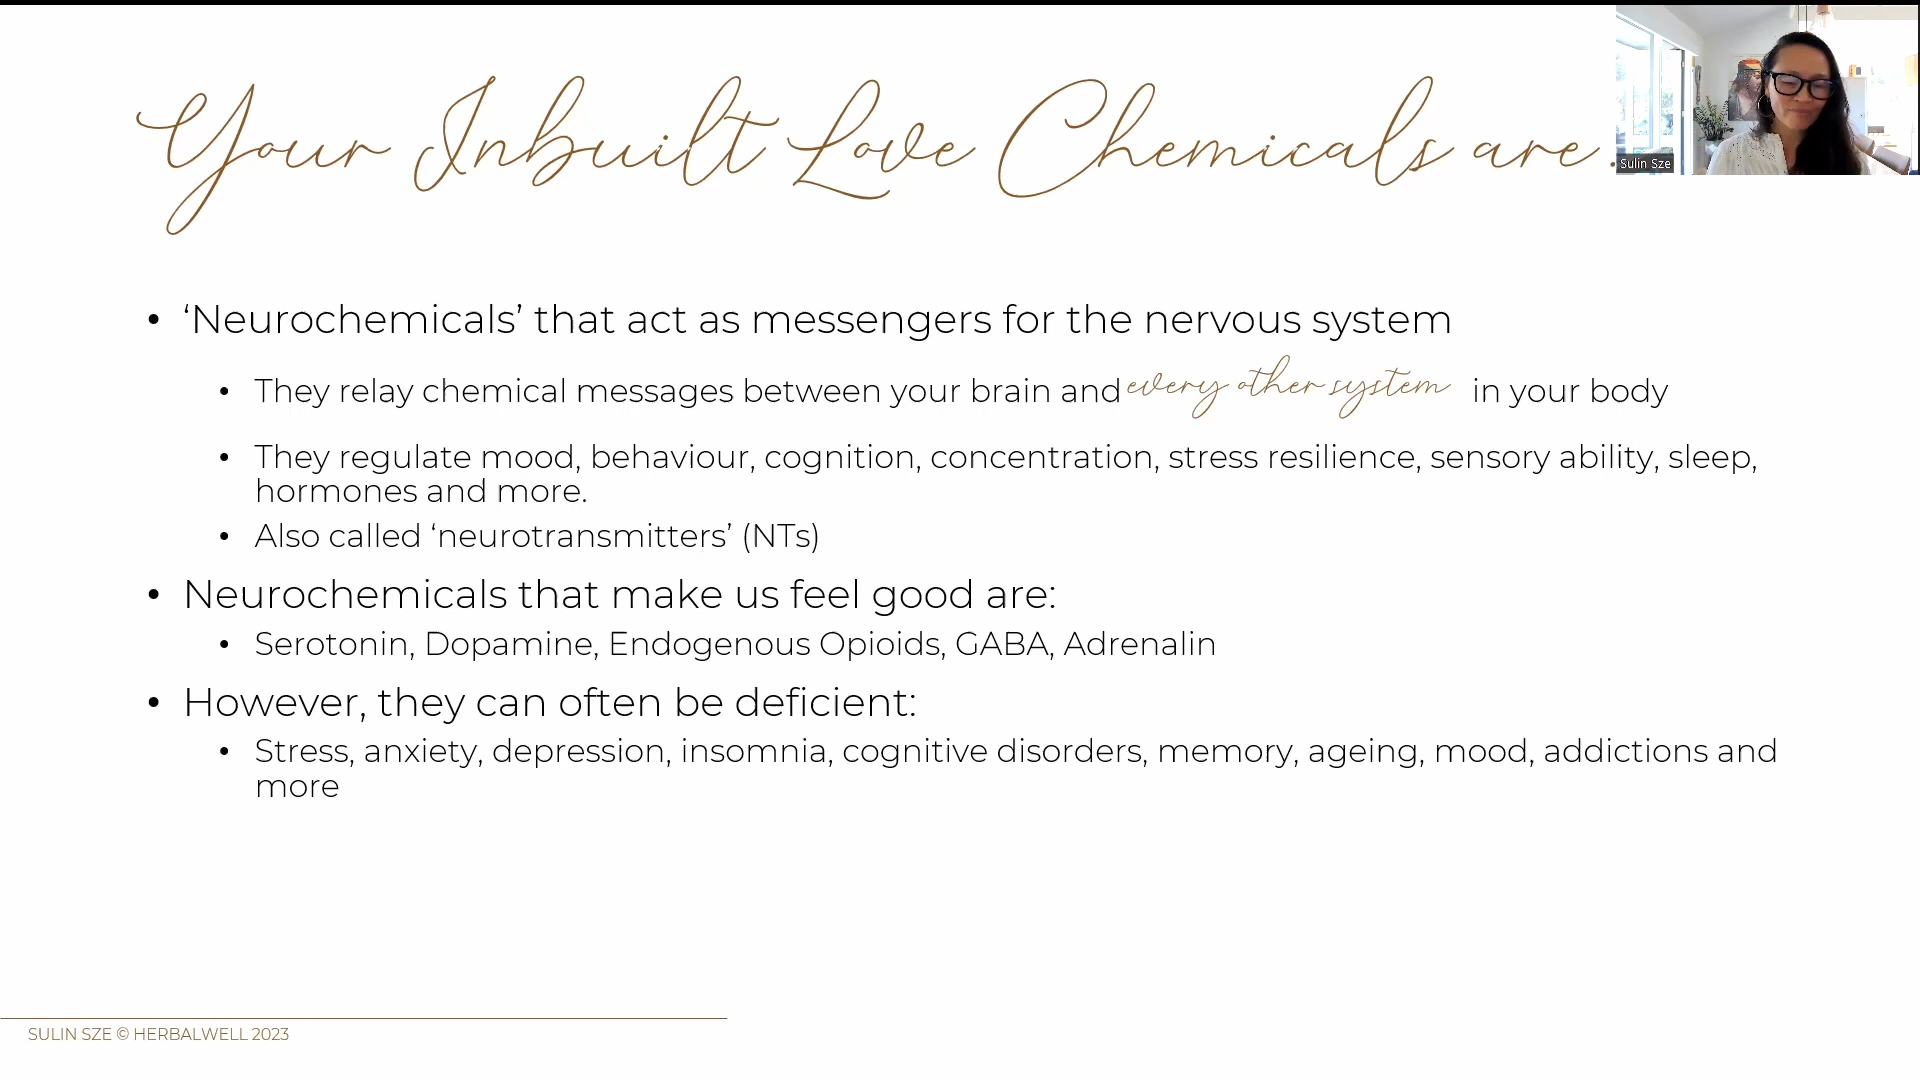 Your Inbuilt Love Chemicals are.
Sulin Sze
• ‘Neurochemicals’ that act as messengers for the nervous system
• They relay chemical messages between your brain and every other system in your body
• They regulate mood, behaviour, cognition, concentration, stress resilience, sensory ability, sleep,
hormones and more.
• Also called ‘neurotransmitters’ (NTs)
• Neurochemicals that make us feel good are:
• Serotonin, Dopamine, Endogenous Opioids, GABA, Adrenalin
• However, they can often be deficient:
• Stress, anxiety, depression, insomnia, cognitive disorders, memory, ageing, mood, addictions and
more
SULIN SZE © HERBALWELL 2023